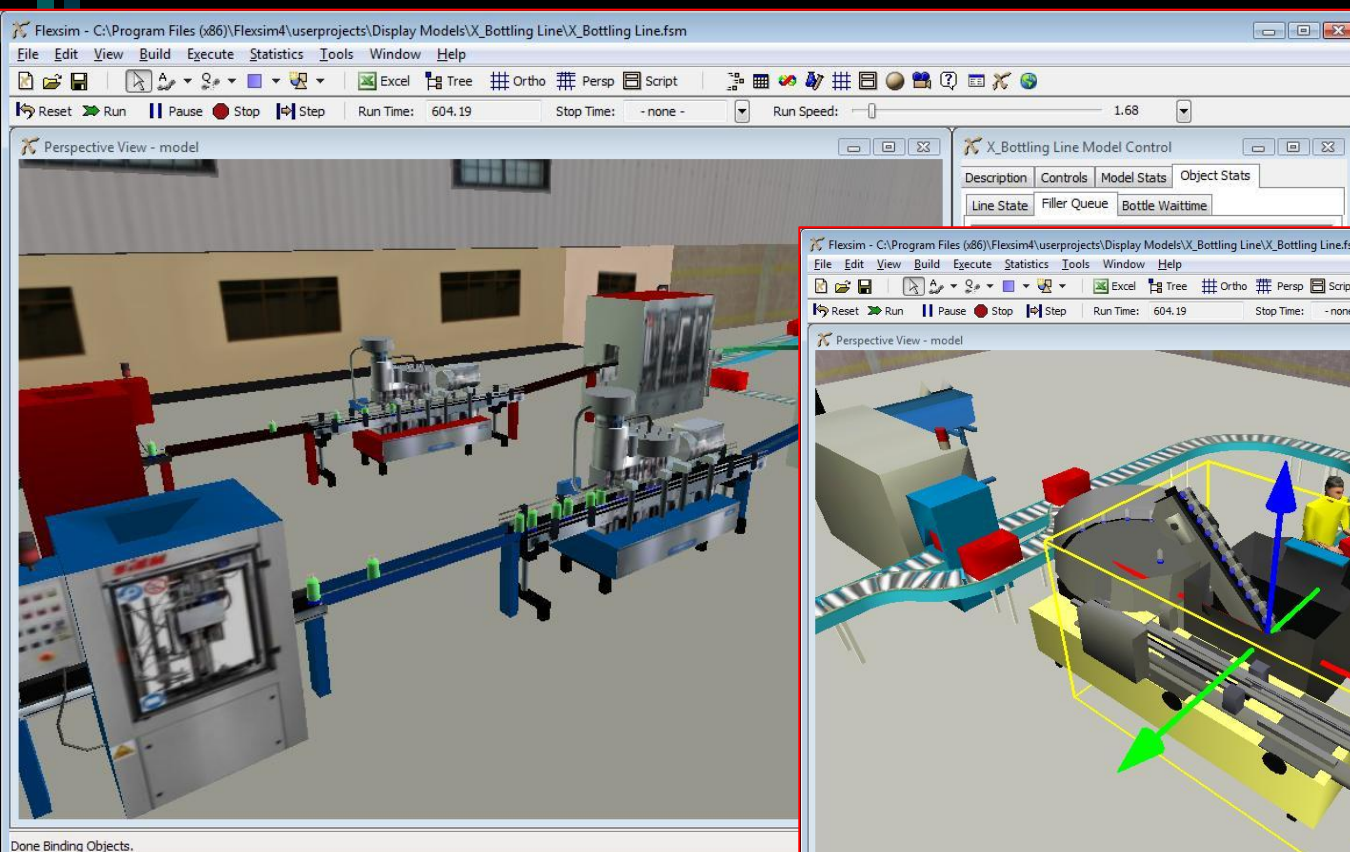 Flexsim - C:\Program Files (x86)\Flexsim4\userprojects\Display Models\X_Bottling Line\X_Bottling Line.fsm
File Edit View Build Execute Statistics Tools Window Help
Excel Tree Ortho Persp Script
Reset Run Pause Stop Step Run Time: 604.19 Stop Time: - none - Run Speed: 1.68
Perspective View - model
X_Bottling Line Model Control
Description Controls Model Stats Object Stats
Line State Filler Queue Bottle Waittime
Flexsim - C:\Program Files (x86)\Flexsim4\userprojects\Display Models\X_Bottling Line\X_Bottling Line.fs
File Edit View Build Execute Statistics Tools Window Help
Excel Tree Ortho Persp Scrip
Reset Run Pause Stop Step Run Time: 604.19 Stop Time: - none
Perspective View - model
Done Binding Objects.